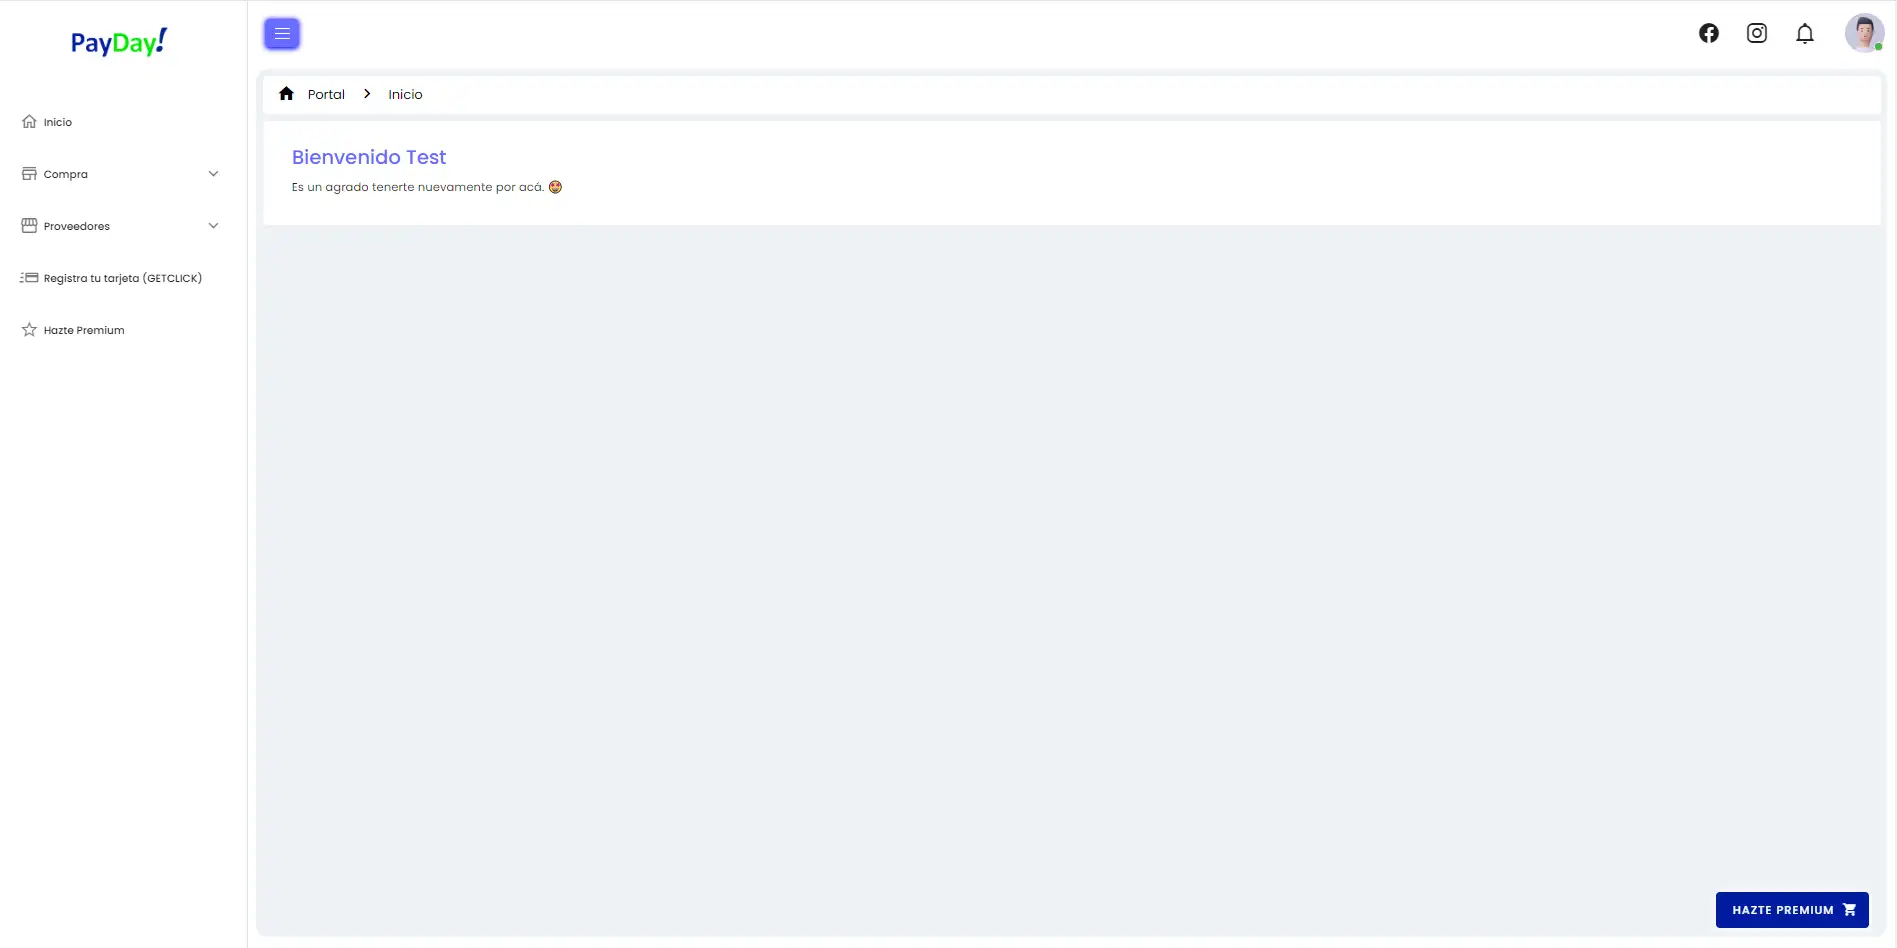 PayDay!
Inicio
Compra
Proveedores
Registra tu tarjeta (GETCLICK)
Hazte Premium
Portal > Inicio
Bienvenido Test
Es un agrado tenerte nuevamente por acá. 🤩
HAZTE PREMIUM